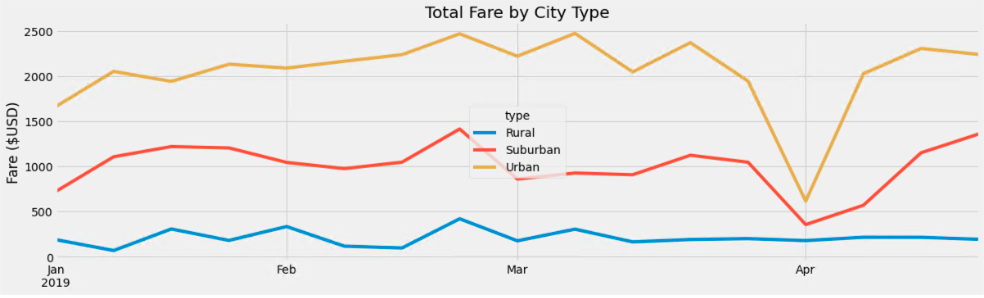 Total Fare by City Type
Fare ($USD)
2500
2000
1500
1000
500
0
type
Rural
Suburban
Urban
Jan
2019
Feb
Mar
Apr